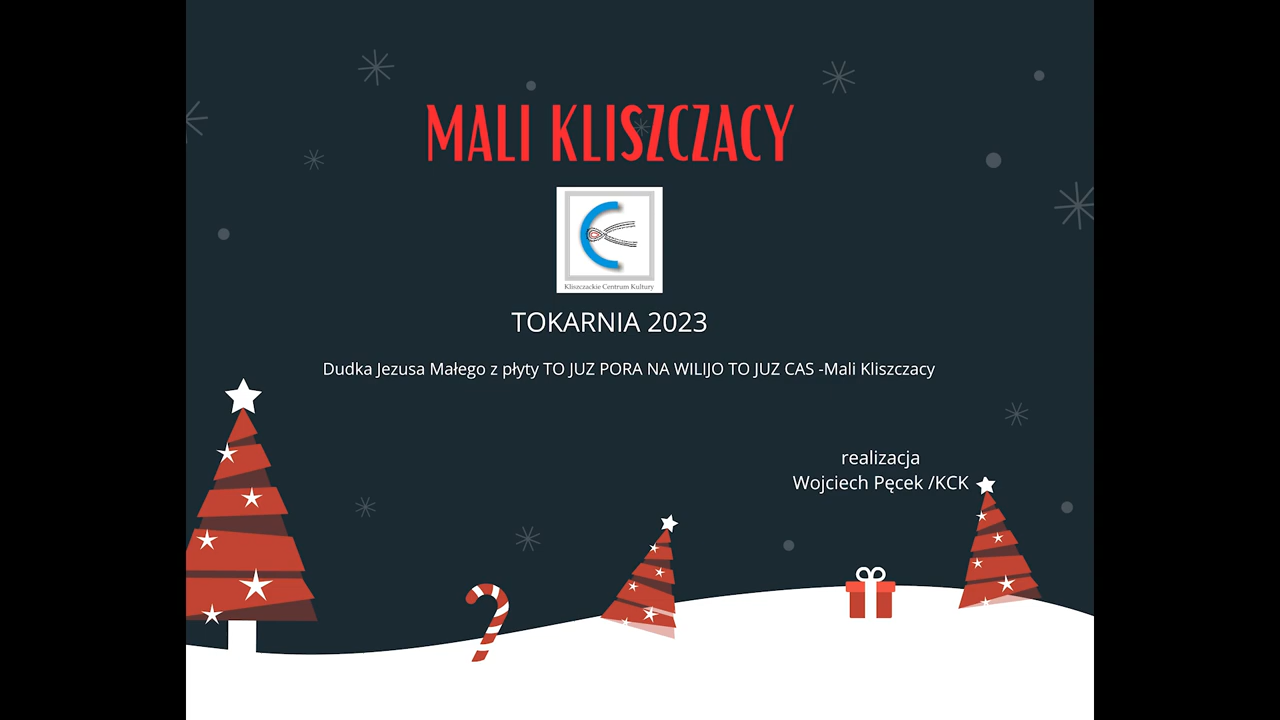 MALI KLISZCZACY
Kliszczackie Centrum Kultury
TOKARNIA 2023
Dudka Jezusa Małego z płyty TO JUZ PORA NA WILIJO TO JUZ CAS -Mali Kliszczacy
realizacja
Wojciech Pęcek /KCK